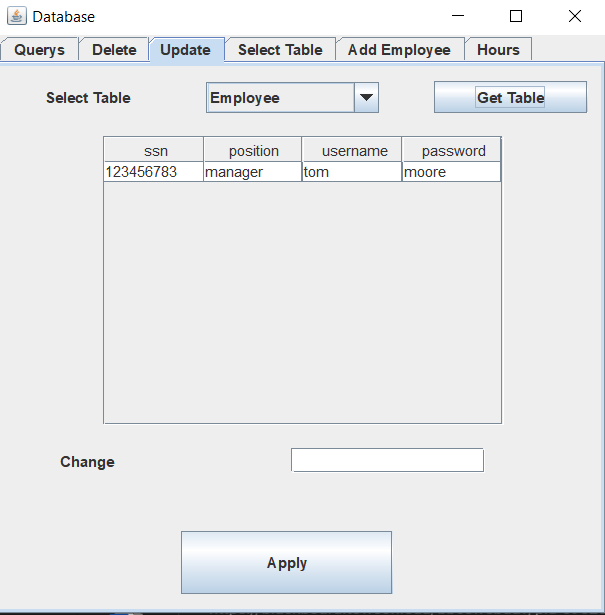 Database
Querys Delete Update Select Table Add Employee Hours
Select Table Employee Get Table
ssn position username password
123456783 manager tom moore
Change
Apply